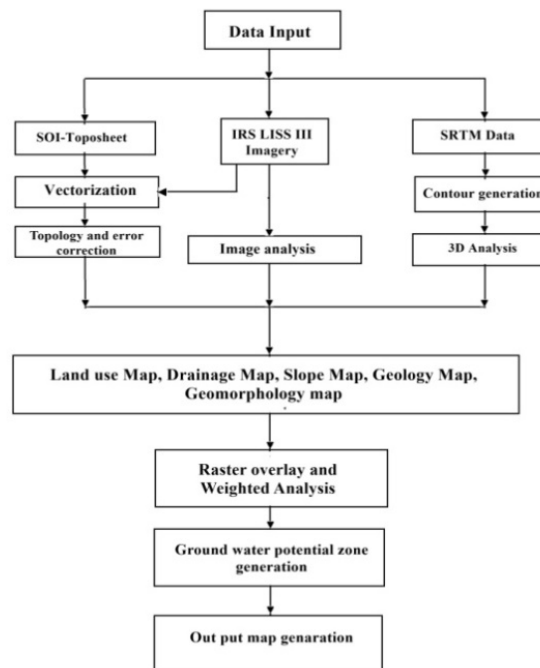 Data Input
SOI-Toposheet
IRS LISS III
Imagery
SRTM Data
Vectorization
Contour generation
Topology and error
correction
Image analysis
3D Analysis
Land use Map, Drainage Map, Slope Map, Geology Map,
Geomorphology map
Raster overlay and
Weighted Analysis
Ground water potential zone
generation
Out put map genaration